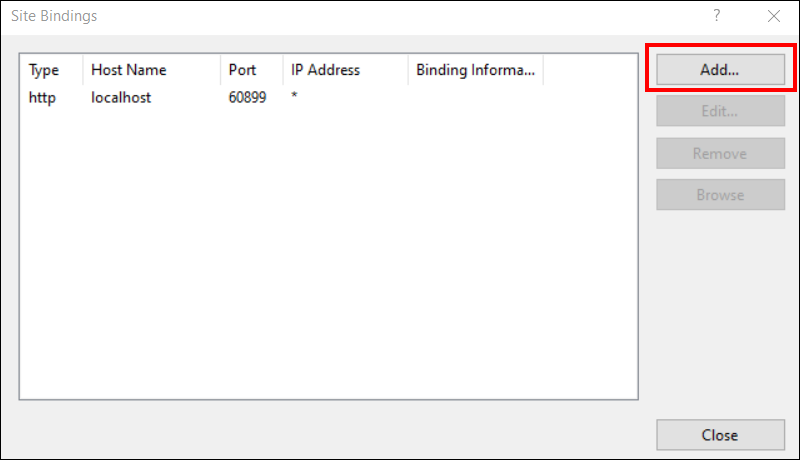 Site Bindings ?
Type Host Name Port IP Address Binding Informa...
http localhost 60899 *
Add...
Edit...
Remove
Browse
Close